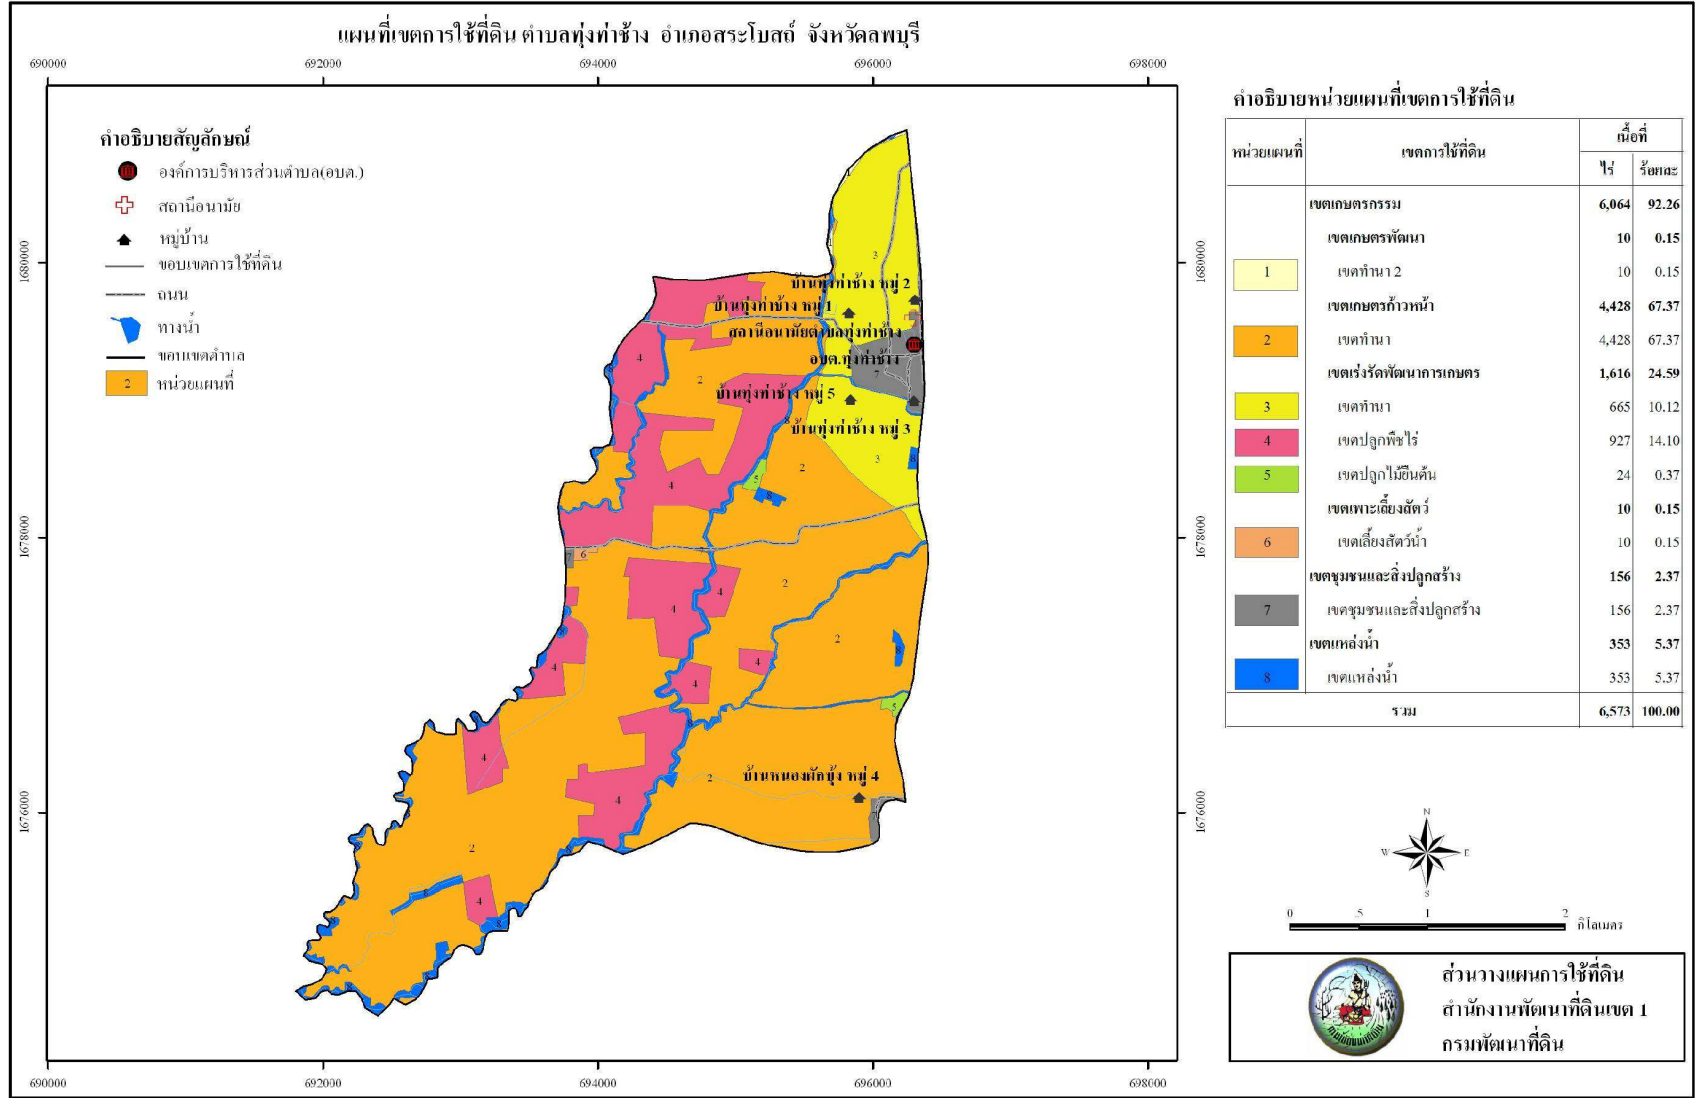 แผนที่เขตการใช้ที่ดิน ตำบลทุ่งท่าช้าง อำเภอสระโบสถ์ จังหวัดลพบุรี
690000 692000 694000 696000 698000
คำอธิบายสัญลักษณ์
องค์การบริหารส่วนตำบล(อบต.)
สถานีอนามัย
หมู่บ้าน
ขอบเขตการใช้ที่ดิน
ถนน
ทางน้ำ
ขอบเขตตำบล
2 หน่วยแผนที่
1680000
1678000
1676000
1680000
1678000
1676000
บ้านทุ่งท่าช้าง หมู่ 2
บ้านทุ่งท่าช้าง หมู่ 1
สถานีอนามัยตำบลทุ่งท่าช้าง
อบต.ทุ่งท่าช้าง
บ้านทุ่งท่าช้าง หมู่ 5
บ้านทุ่งท่าช้าง หมู่ 3
บ้านหนองผักบุ้ง หมู่ 4
690000 692000 694000 696000 698000
คำอธิบายหน่วยแผนที่เขตการใช้ที่ดิน
หน่วยแผนที่ เขตการใช้ที่ดิน เนื้อที่
ไร่ ร้อยละ
เขตเกษตรกรรม 6,064 92.26
เขตเกษตรพัฒนา 10 0.15
1 เขตทำนา 2 10 0.15
เขตเกษตรก้าวหน้า 4,428 67.37
2 เขตทำนา 4,428 67.37
เขตเร่งรัดพัฒนาการเกษตร 1,616 24.59
3 เขตทำนา 665 10.12
4 เขตปลูกพืชไร่ 927 14.10
5 เขตปลูกไม้ยืนต้น 24 0.37
เขตเพาะเลี้ยงสัตว์ 10 0.15
6 เขตเลี้ยงสัตว์น้ำ 10 0.15
เขตชุมชนและสิ่งปลูกสร้าง 156 2.37
7 เขตชุมชนและสิ่งปลูกสร้าง 156 2.37
เขตแหล่งน้ำ 353 5.37
8 เขตแหล่งน้ำ 353 5.37
รวม 6,573 100.00
N
W E
S
0 .5 1 2 กิโลเมตร
ส่วนวางแผนการใช้ที่ดิน
สำนักงานพัฒนาที่ดินเขต 1
กรมพัฒนาที่ดิน